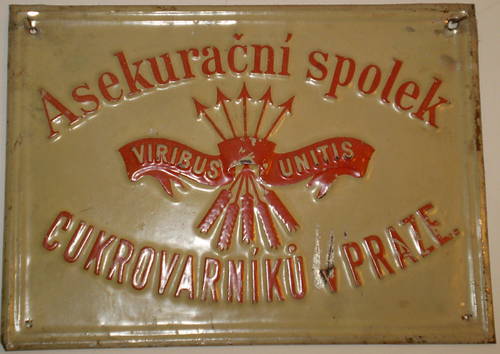 Asekurační spolek
VIRIBUS UNITIS
CUKROVARNÍKŮ V PRAZE.